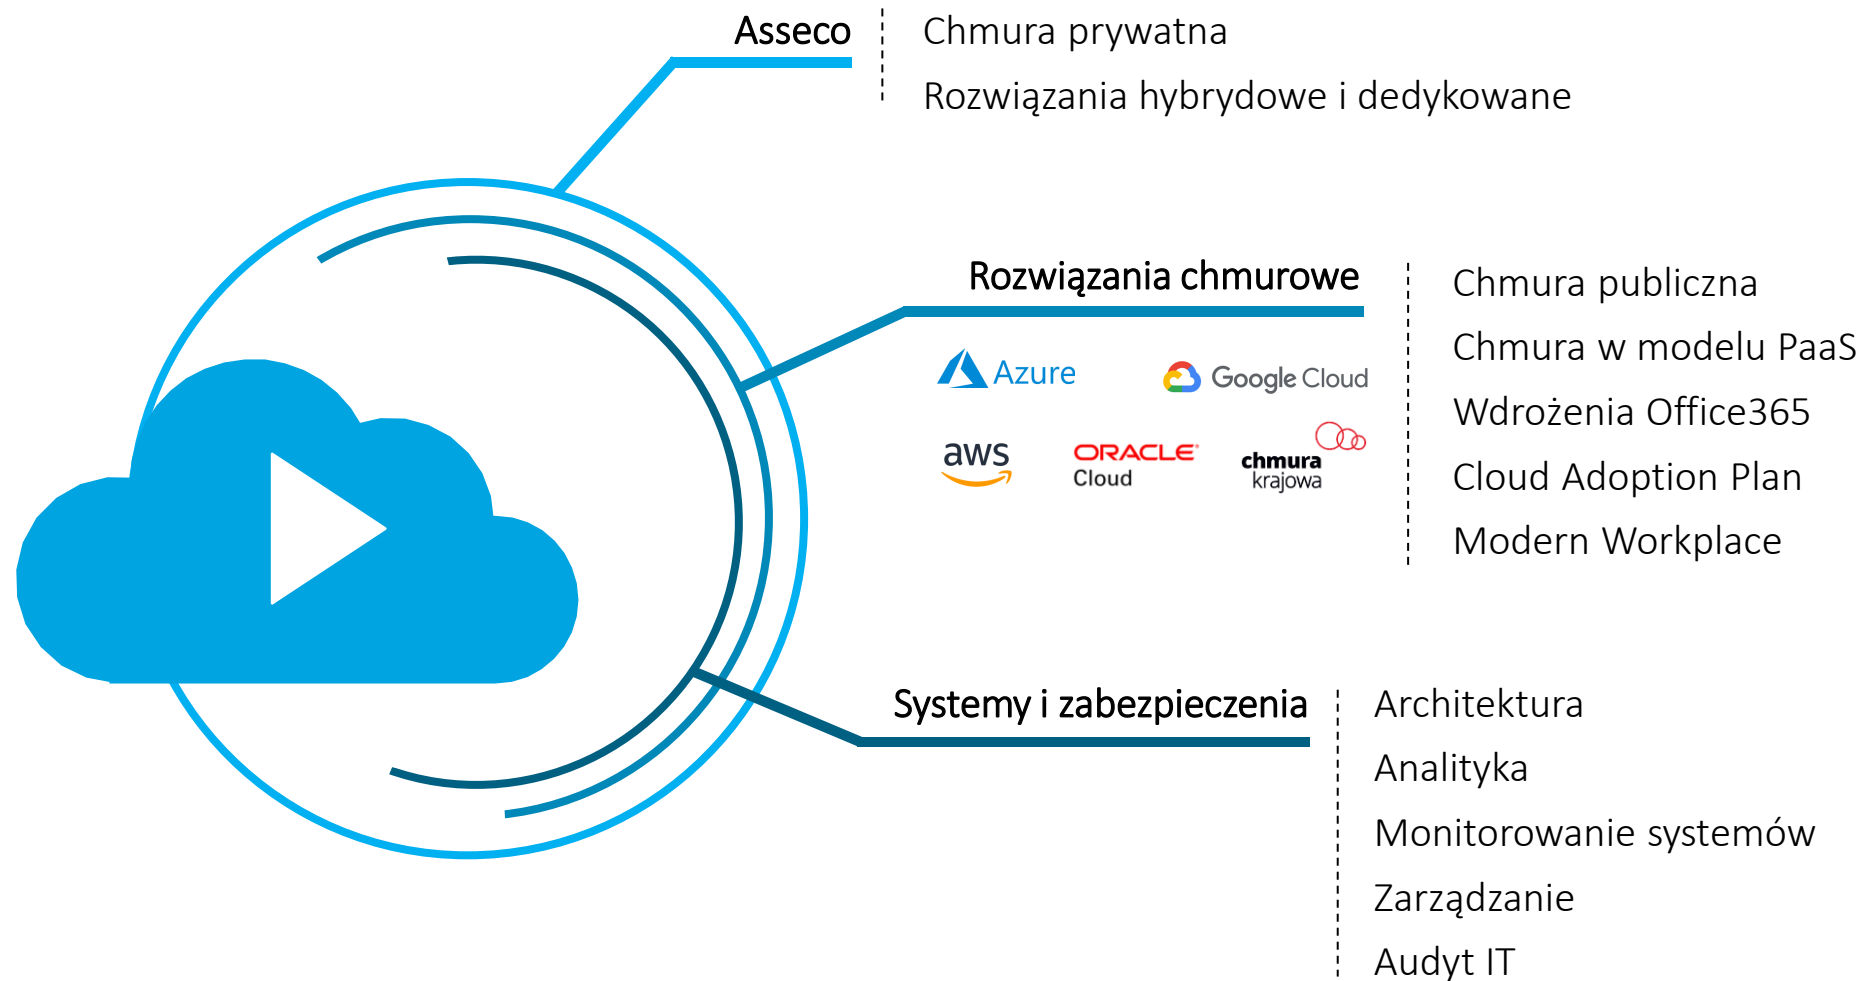 Asseco
Chmura prywatna
Rozwiązania hybrydowe i dedykowane
Rozwiązania chmurowe
Azure
Google Cloud
aws
ORACLE
Cloud
chmura
krajowa
Chmura publiczna
Chmura w modelu PaaS
Wdrożenia Office365
Cloud Adoption Plan
Modern Workplace
Systemy i zabezpieczenia
Architektura
Analityka
Monitorowanie systemów
Zarządzanie
Audyt IT